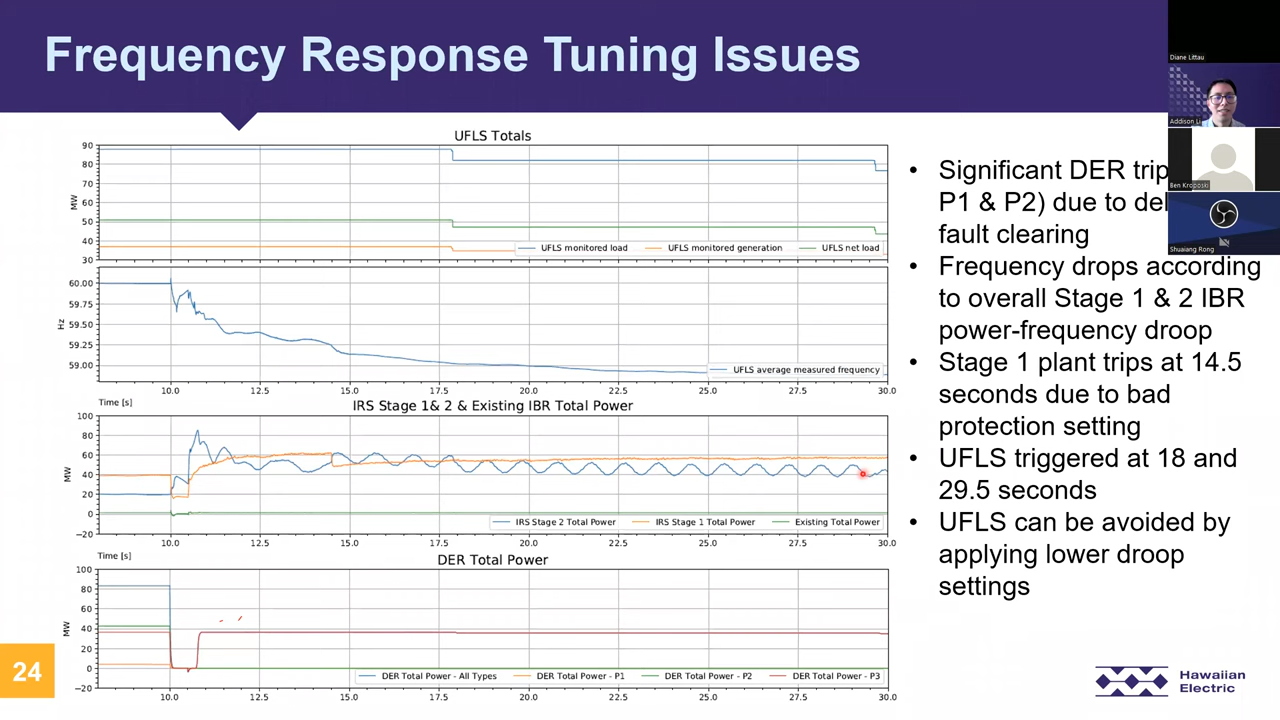 Frequency Response Tuning Issues
Diane Littau
Addison Li
Ben Kroposki
Shuaiang Rong
UFLS Totals
MW
90
80
70
60
50
40
30
UFLS monitored load
UFLS monitored generation
UFLS net load
Hz
60.00
59.75
59.50
59.25
59.00
UFLS average measured frequency
10.0 12.5 15.0 17.5 20.0 22.5 25.0 27.5 30.0
Time [s]
IRS Stage 1& 2 & Existing IBR Total Power
MW
100
80
60
40
20
0
−20
IRS Stage 2 Total Power
IRS Stage 1 Total Power
Existing Total Power
10.0 12.5 15.0 17.5 20.0 22.5 25.0 27.5 30.0
Time [s]
DER Total Power
MW
100
80
60
40
20
0
−20
DER Total Power - All Types
DER Total Power - P1
DER Total Power - P2
DER Total Power - P3
10.0 12.5 15.0 17.5 20.0 22.5 25.0 27.5 30.0
• Significant DER trip
P1 & P2) due to del
fault clearing
• Frequency drops according
to overall Stage 1 & 2 IBR
power-frequency droop
• Stage 1 plant trips at 14.5
seconds due to bad
protection setting
• UFLS triggered at 18 and
29.5 seconds
• UFLS can be avoided by
applying lower droop
settings
24
Hawaiian
Electric